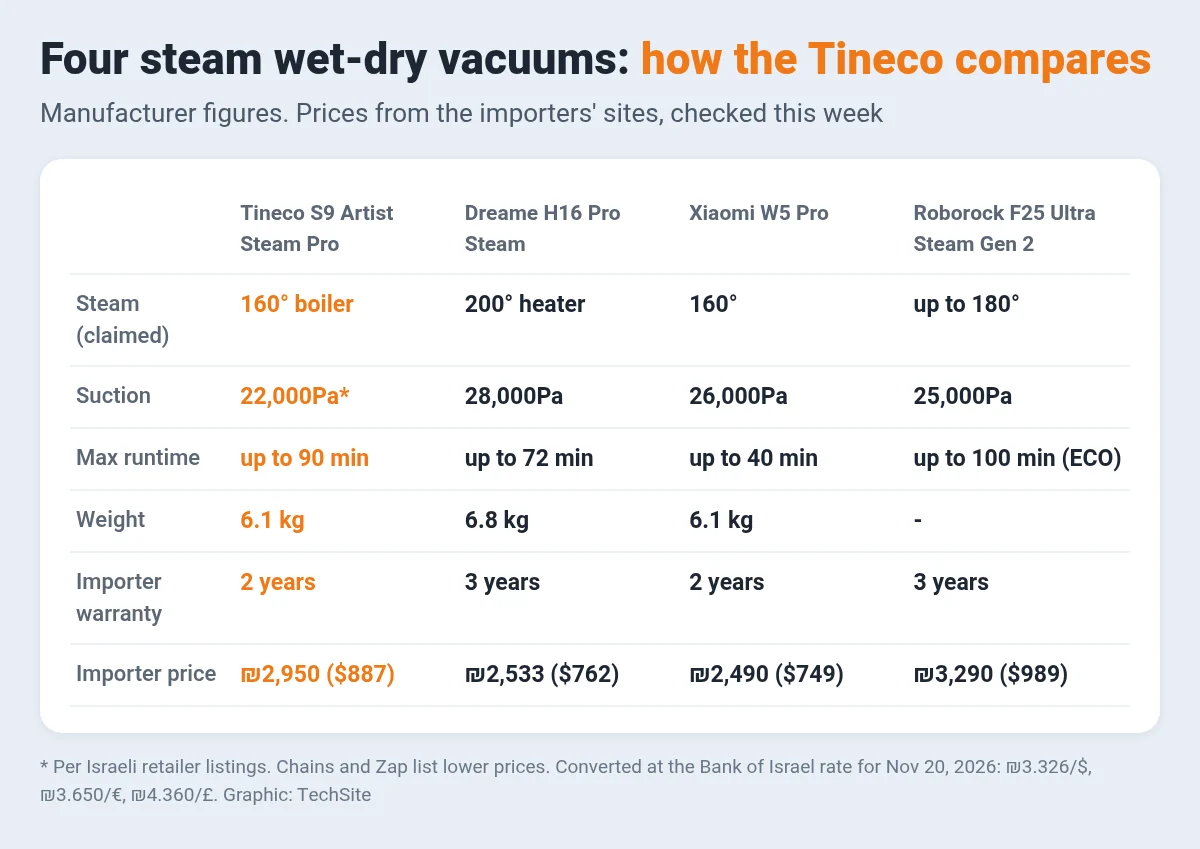 Four steam wet-dry vacuums: how the Tineco compares
Manufacturer figures. Prices from the importers' sites, checked this week
Tineco S9 Artist Steam Pro
Dreame H16 Pro Steam
Xiaomi W5 Pro
Roborock F25 Ultra Steam Gen 2
Steam (claimed)
160° boiler
200° heater
160°
up to 180°
Suction
22,000Pa*
28,000Pa
26,000Pa
25,000Pa
Max runtime
up to 90 min
up to 72 min
up to 40 min
up to 100 min (ECO)
Weight
6.1 kg
6.8 kg
6.1 kg
-
Importer warranty
2 years
3 years
2 years
3 years
Importer price
₪2,950 ($887)
₪2,533 ($762)
₪2,490 ($749)
₪3,290 ($989)
* Per Israeli retailer listings. Chains and Zap list lower prices. Converted at the Bank of Israel rate for Nov 20, 2026: ₪3.326/$,
₪3.650/€, ₪4.360/£. Graphic: TechSite